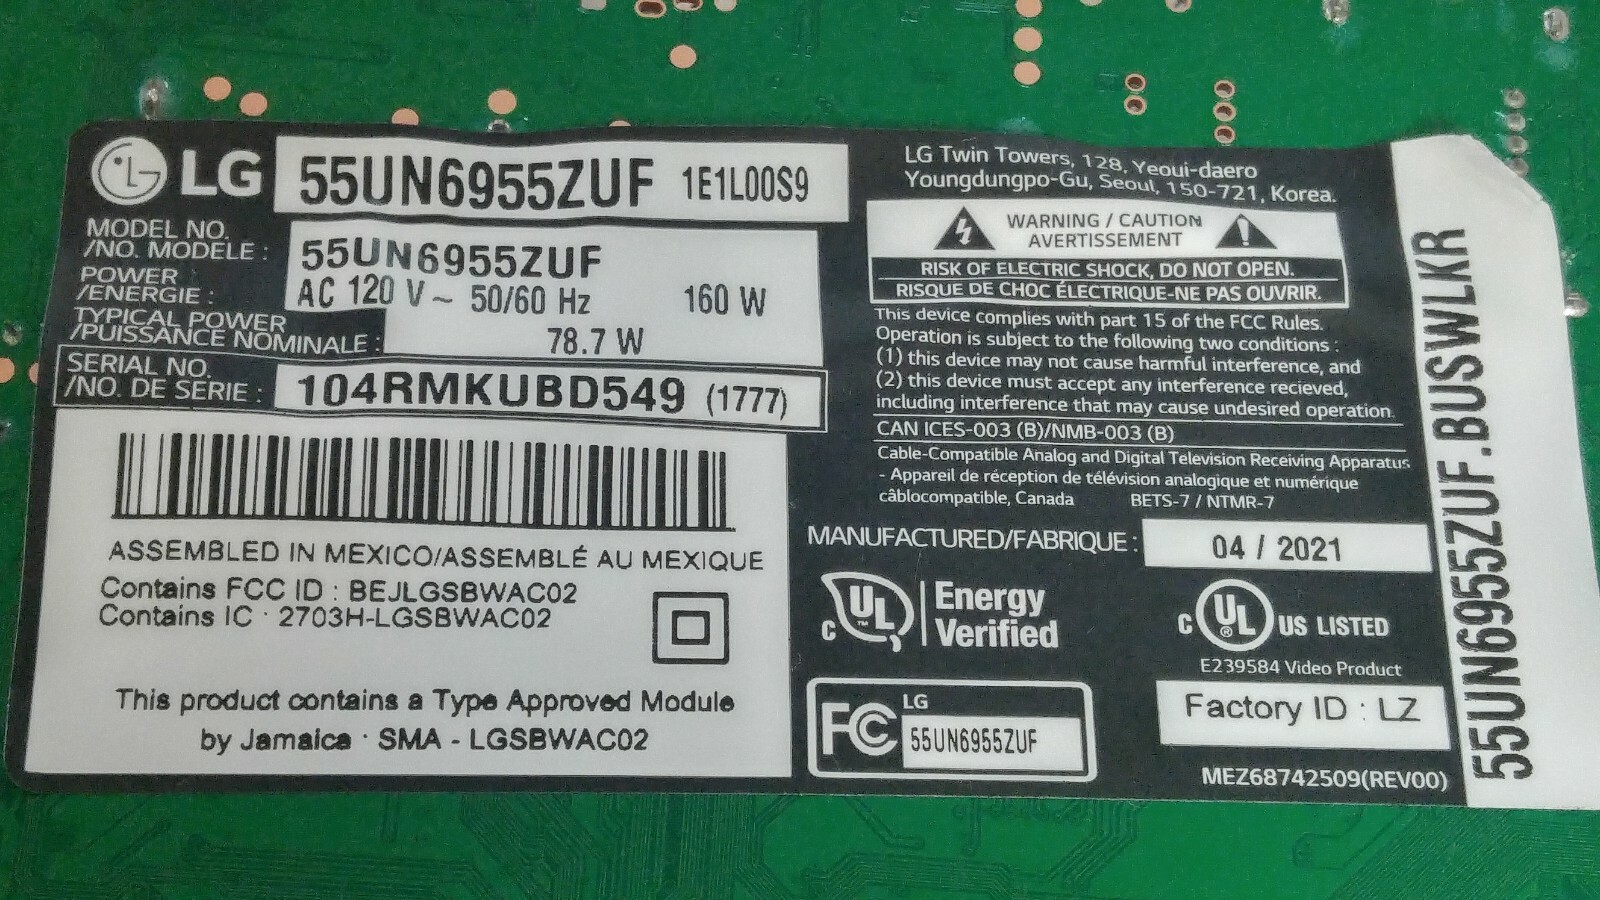 LG 55UN6955ZUF 1E1L00S9
MODEL NO.
/NO. MODÈLE : 55UN6955ZUF
POWER
/ÉNERGIE : AC 120 V ~ 50/60 Hz 160 W
TYPICAL POWER
/PUISSANCE NOMINALE : 78.7 W
SERIAL NO.
/NO. DE SÉRIE : 104RMKUBD549 (1777)
ASSEMBLED IN MEXICO/ASSEMBLÉ AU MEXIQUE
Contains FCC ID : BEJLGSBWAC02
Contains IC : 2703H-LGSBWAC02
This product contains a Type Approved Module
by Jamaica : SMA - LGSBWAC02
LG Twin Towers, 128, Yeoui-daero
Youngdungpo-Gu, Seoul, 150-721, Korea.
WARNING / CAUTION
AVERTISSEMENT
RISK OF ELECTRIC SHOCK, DO NOT OPEN.
RISQUE DE CHOC ÉLECTRIQUE-NE PAS OUVRIR.
This device complies with part 15 of the FCC Rules.
Operation is subject to the following two conditions :
(1) this device may not cause harmful interference, and
(2) this device must accept any interference recieved,
including interference that may cause undesired operation.
CAN ICES-003 (B)/NMB-003 (B)
Cable-Compatible Analog and Digital Television Receiving Apparatus
- Appareil de réception de télévision analogique et numérique
câblocompatible, Canada BETS-7 / NTMR-7
MANUFACTURED/FABRIQUE : 04 / 2021
C UL ™ Energy
Verified
C UL ® US LISTED
E239584 Video Product
FC LG
55UN6955ZUF
Factory ID : LZ
MEZ68742509(REV00)
55UN6955ZUF.BUSWLKR